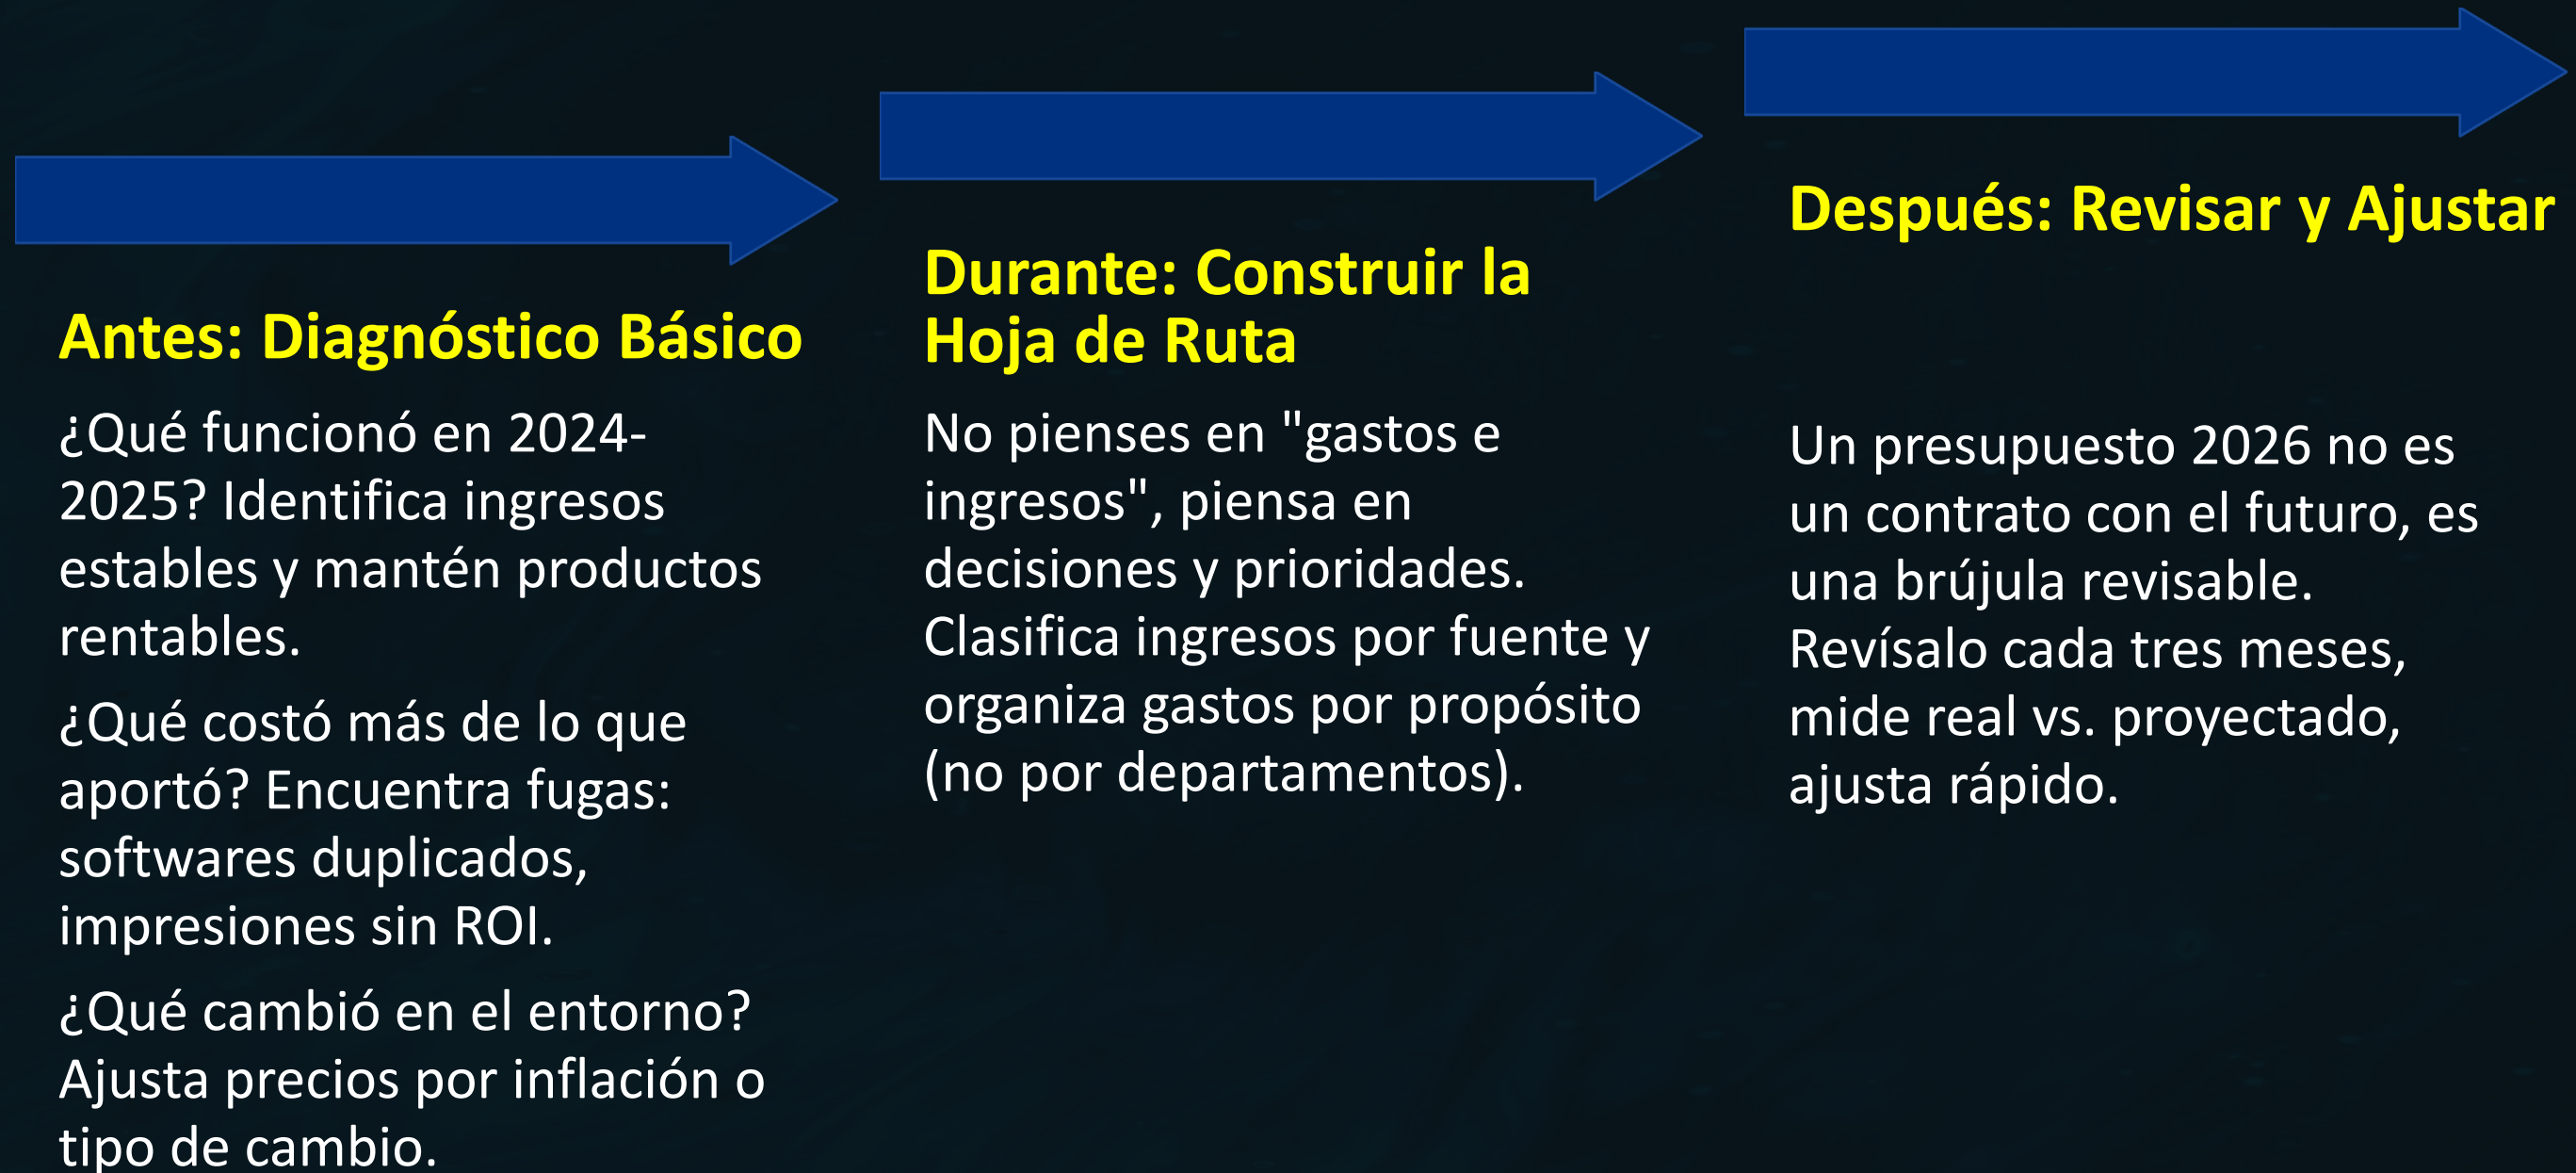 Antes: Diagnóstico Básico
¿Qué funcionó en 2024-
2025? Identifica ingresos
estables y mantén productos
rentables.
¿Qué costó más de lo que
aportó? Encuentra fugas:
softwares duplicados,
impresiones sin ROI.
¿Qué cambió en el entorno?
Ajusta precios por inflación o
tipo de cambio.
Durante: Construir la
Hoja de Ruta
No pienses en "gastos e
ingresos", piensa en
decisiones y prioridades.
Clasifica ingresos por fuente y
organiza gastos por propósito
(no por departamentos).
Después: Revisar y Ajustar
Un presupuesto 2026 no es
un contrato con el futuro, es
una brújula revisable.
Revísalo cada tres meses,
mide real vs. proyectado,
ajusta rápido.